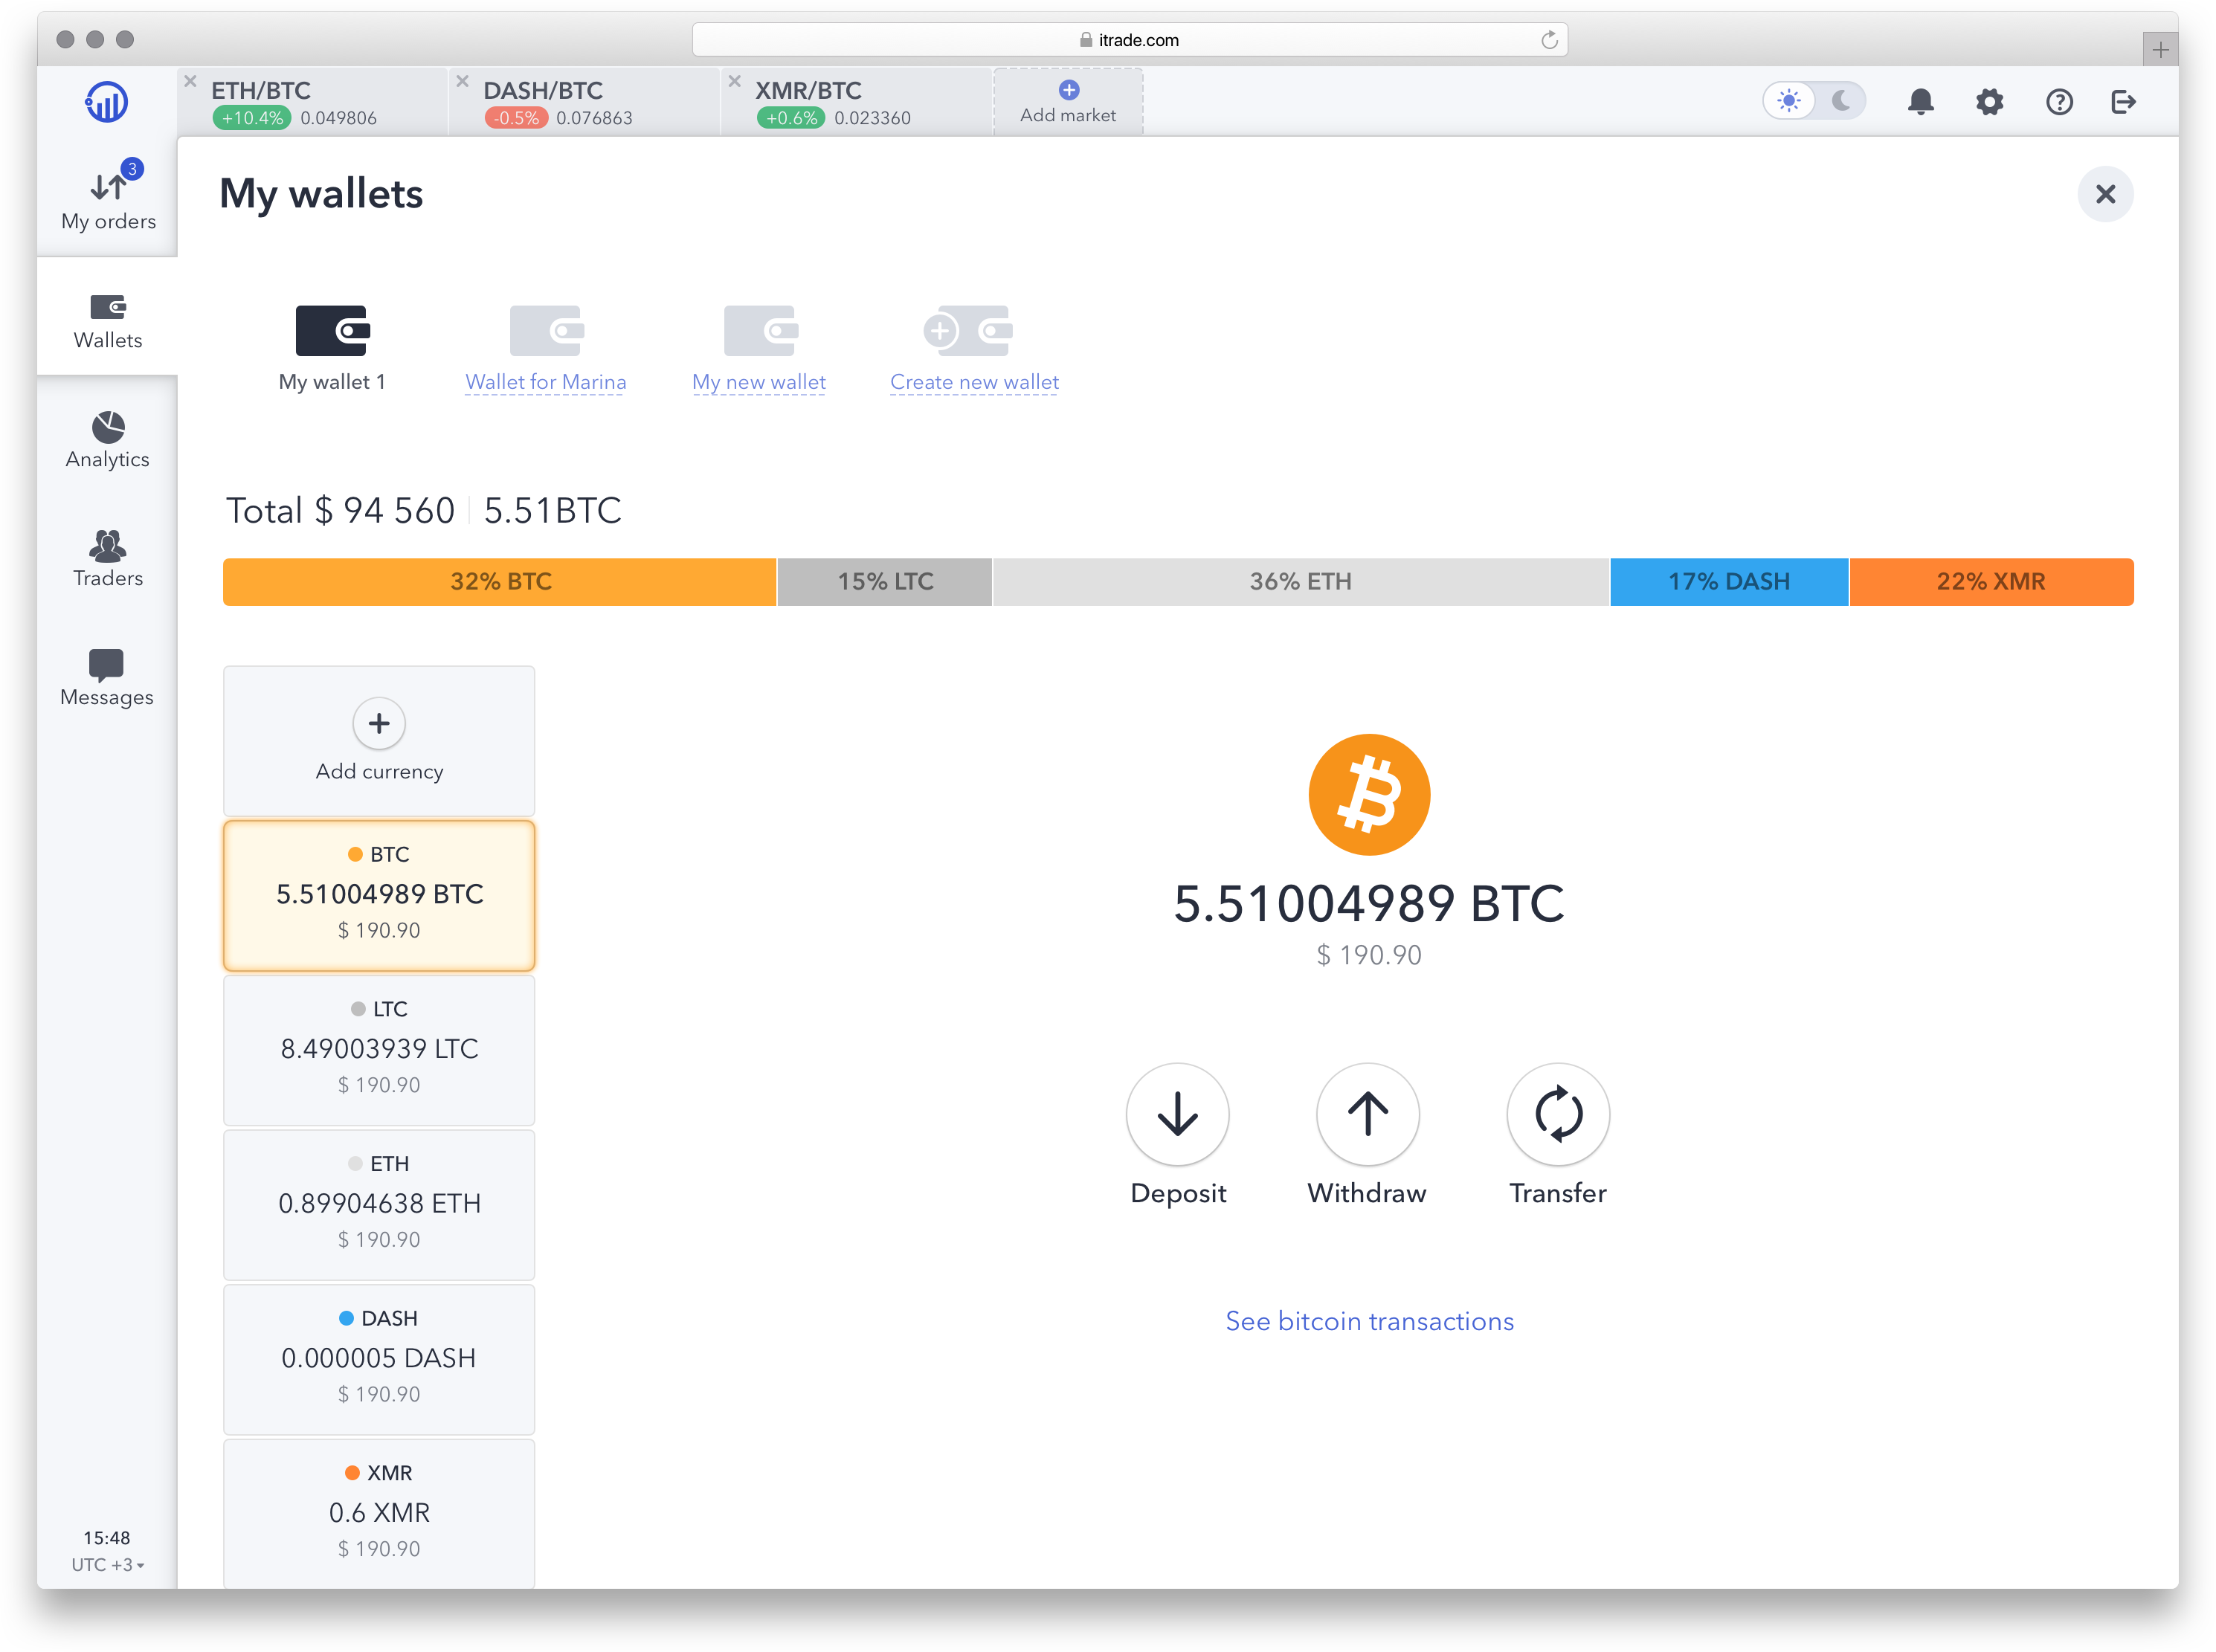 itrade.com
ETH/BTC
+10.4% 0.049806
DASH/BTC
-0.5% 0.076863
XMR/BTC
+0.6% 0.023360
Add market
3
My orders
Wallets
Analytics
Traders
Messages
15:48
UTC +3
My wallets
My wallet 1
Wallet for Marina
My new wallet
Create new wallet
Total $ 94 560 5.51BTC
32% BTC
15% LTC
36% ETH
17% DASH
22% XMR
Add currency
BTC
5.51004989 BTC
$ 190.90
LTC
8.49003939 LTC
$ 190.90
ETH
0.89904638 ETH
$ 190.90
DASH
0.000005 DASH
$ 190.90
XMR
0.6 XMR
$ 190.90
5.51004989 BTC
$ 190.90
Deposit
Withdraw
Transfer
See bitcoin transactions